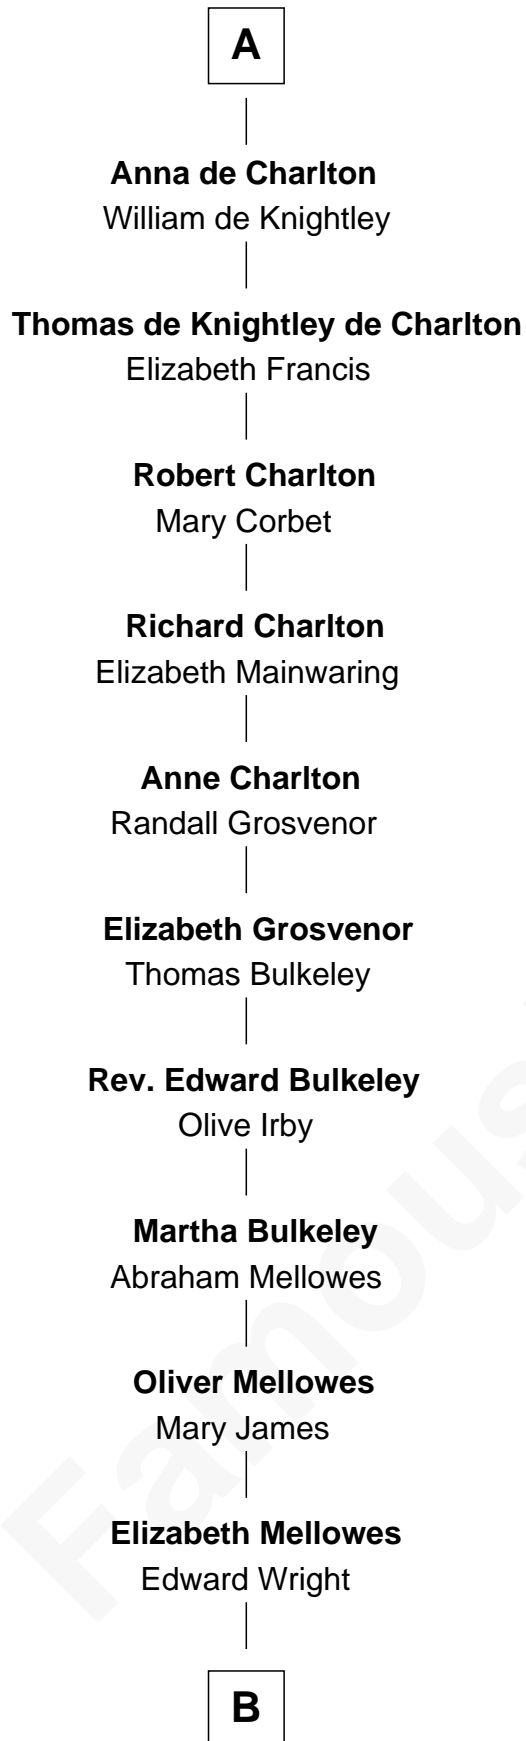 A
Anna de Charlton
William de Knightley
Thomas de Knightley de Charlton
Elizabeth Francis
Robert Charlton
Mary Corbet
Richard Charlton
Elizabeth Mainwaring
Anne Charlton
Randall Grosvenor
Elizabeth Grosvenor
Thomas Bulkeley
Rev. Edward Bulkeley
Olive Irby
Martha Bulkeley
Abraham Mellowes
Oliver Mellowes
Mary James
Elizabeth Mellowes
Edward Wright
B
Famous